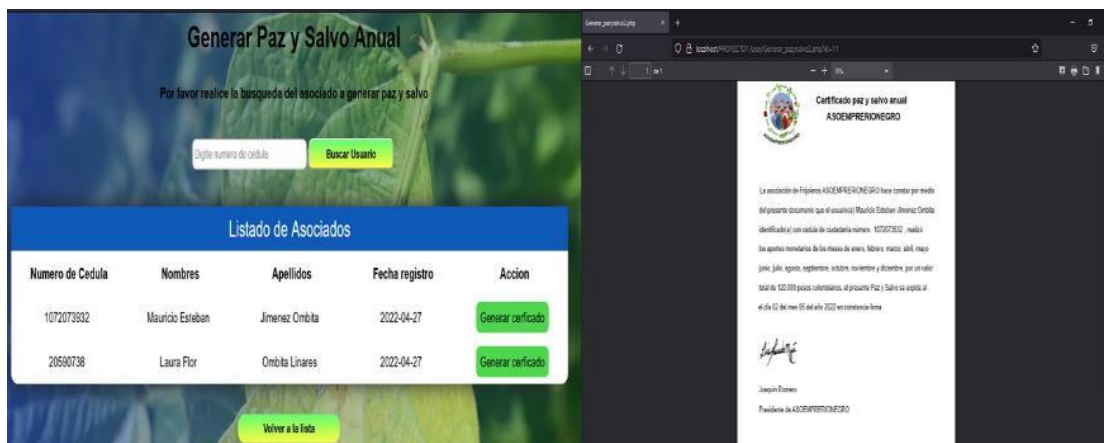 Generar Paz y Salvo Anual
Por favor realice la busqueda del asociado a generar paz y salvo
Digite numero de cedula
Buscar Usuario
Listado de Asociados
Numero de Cedula Nombres Apellidos Fecha registro Accion
1072073932 Mauricio Esteban Jimenez Ombita 2022-04-27 Generar cerficado
20590738 Laura Flor Ombita Linares 2022-04-27 Generar cerficado
Volver a la lista
Certificado paz y salvo anual
ASOEMPRERIONEGRO
La asociación de Frijoleros ASOEMPRERIONEGRO hace constar por medio
del presente documento que el usuario(a) Mauricio Esteban Jimenez Ombita
identificado(a) con cedula de ciudadanía número 1072073932 , realizó
los aportes monetarios de los meses de enero, febrero, marzo, abril, mayo
junio, julio, agosto, septiembre, octubre, noviembre y diciembre, por un valor
total de 120.000 pesos colombianos, el presente Paz y Salvo se expide el
el día 02 del mes 05 del año 2022 en constancia firma
Joaquin Romero
Presidente de ASOEMPRERIONEGRO